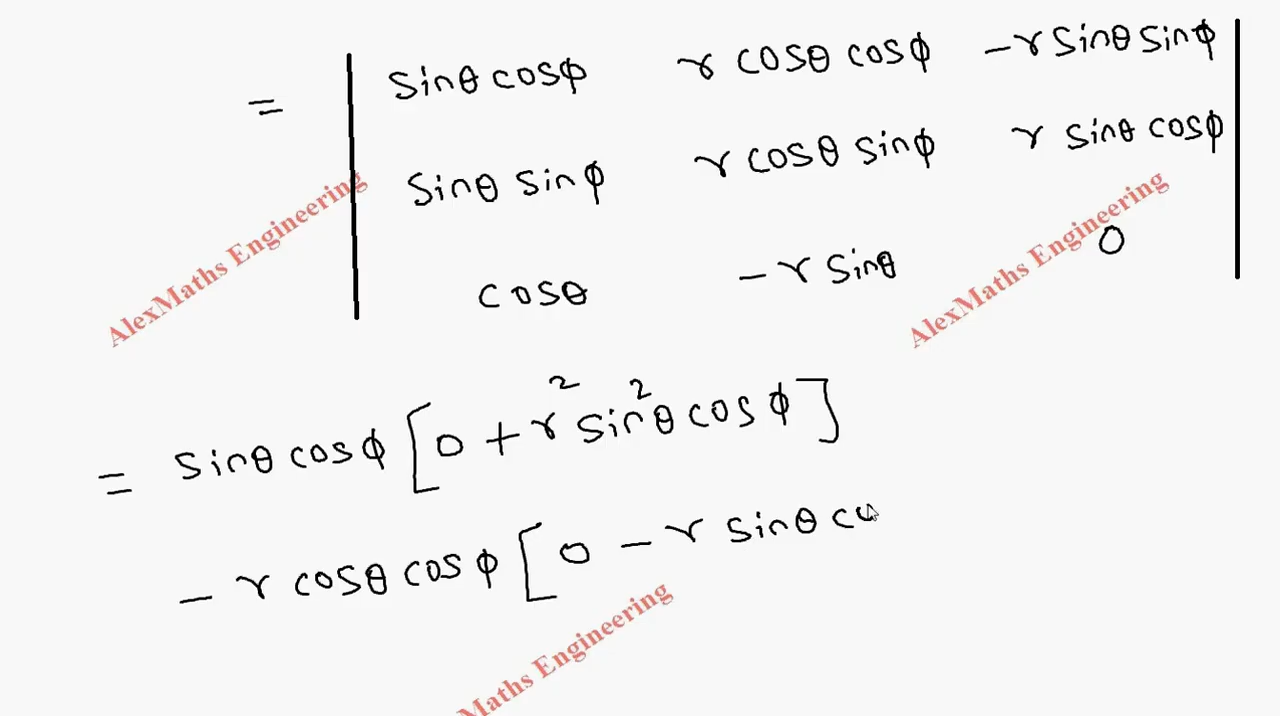 sinθ cosφ r cosθ cosφ -r sinθ sinφ
= sinθ sinφ r cosθ sinφ r sinθ cosφ
cosθ -r sinθ 0
AlexMaths Engineering
AlexMaths Engineering
= sinθ cosφ [0 + r² sin²θ cosφ]
- r cosθ cosφ [0 - r sinθ
Maths Engineering